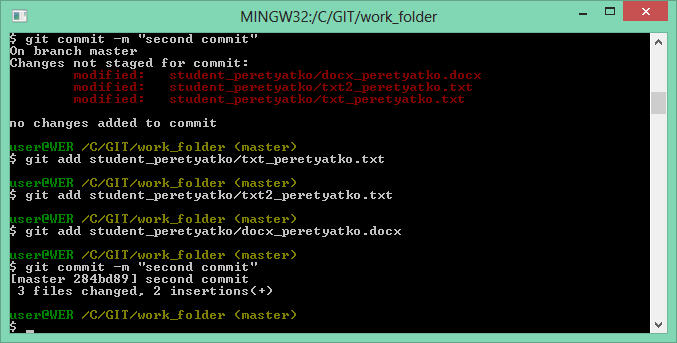 MINGW32:/C/GIT/work_folder
$ git commit -m "second commit"
On branch master
Changes not staged for commit:
modified: student_peretyatko/docx_peretyatko.docx
modified: student_peretyatko/txt2_peretyatko.txt
modified: student_peretyatko/txt_peretyatko.txt
no changes added to commit
user@WER /C/GIT/work_folder (master)
$ git add student_peretyatko/txt_peretyatko.txt
user@WER /C/GIT/work_folder (master)
$ git add student_peretyatko/txt2_peretyatko.txt
user@WER /C/GIT/work_folder (master)
$ git add student_peretyatko/docx_peretyatko.docx
user@WER /C/GIT/work_folder (master)
$ git commit -m "second commit"
[master 284bd89] second commit
3 files changed, 2 insertions(+)
user@WER /C/GIT/work_folder (master)
$ _